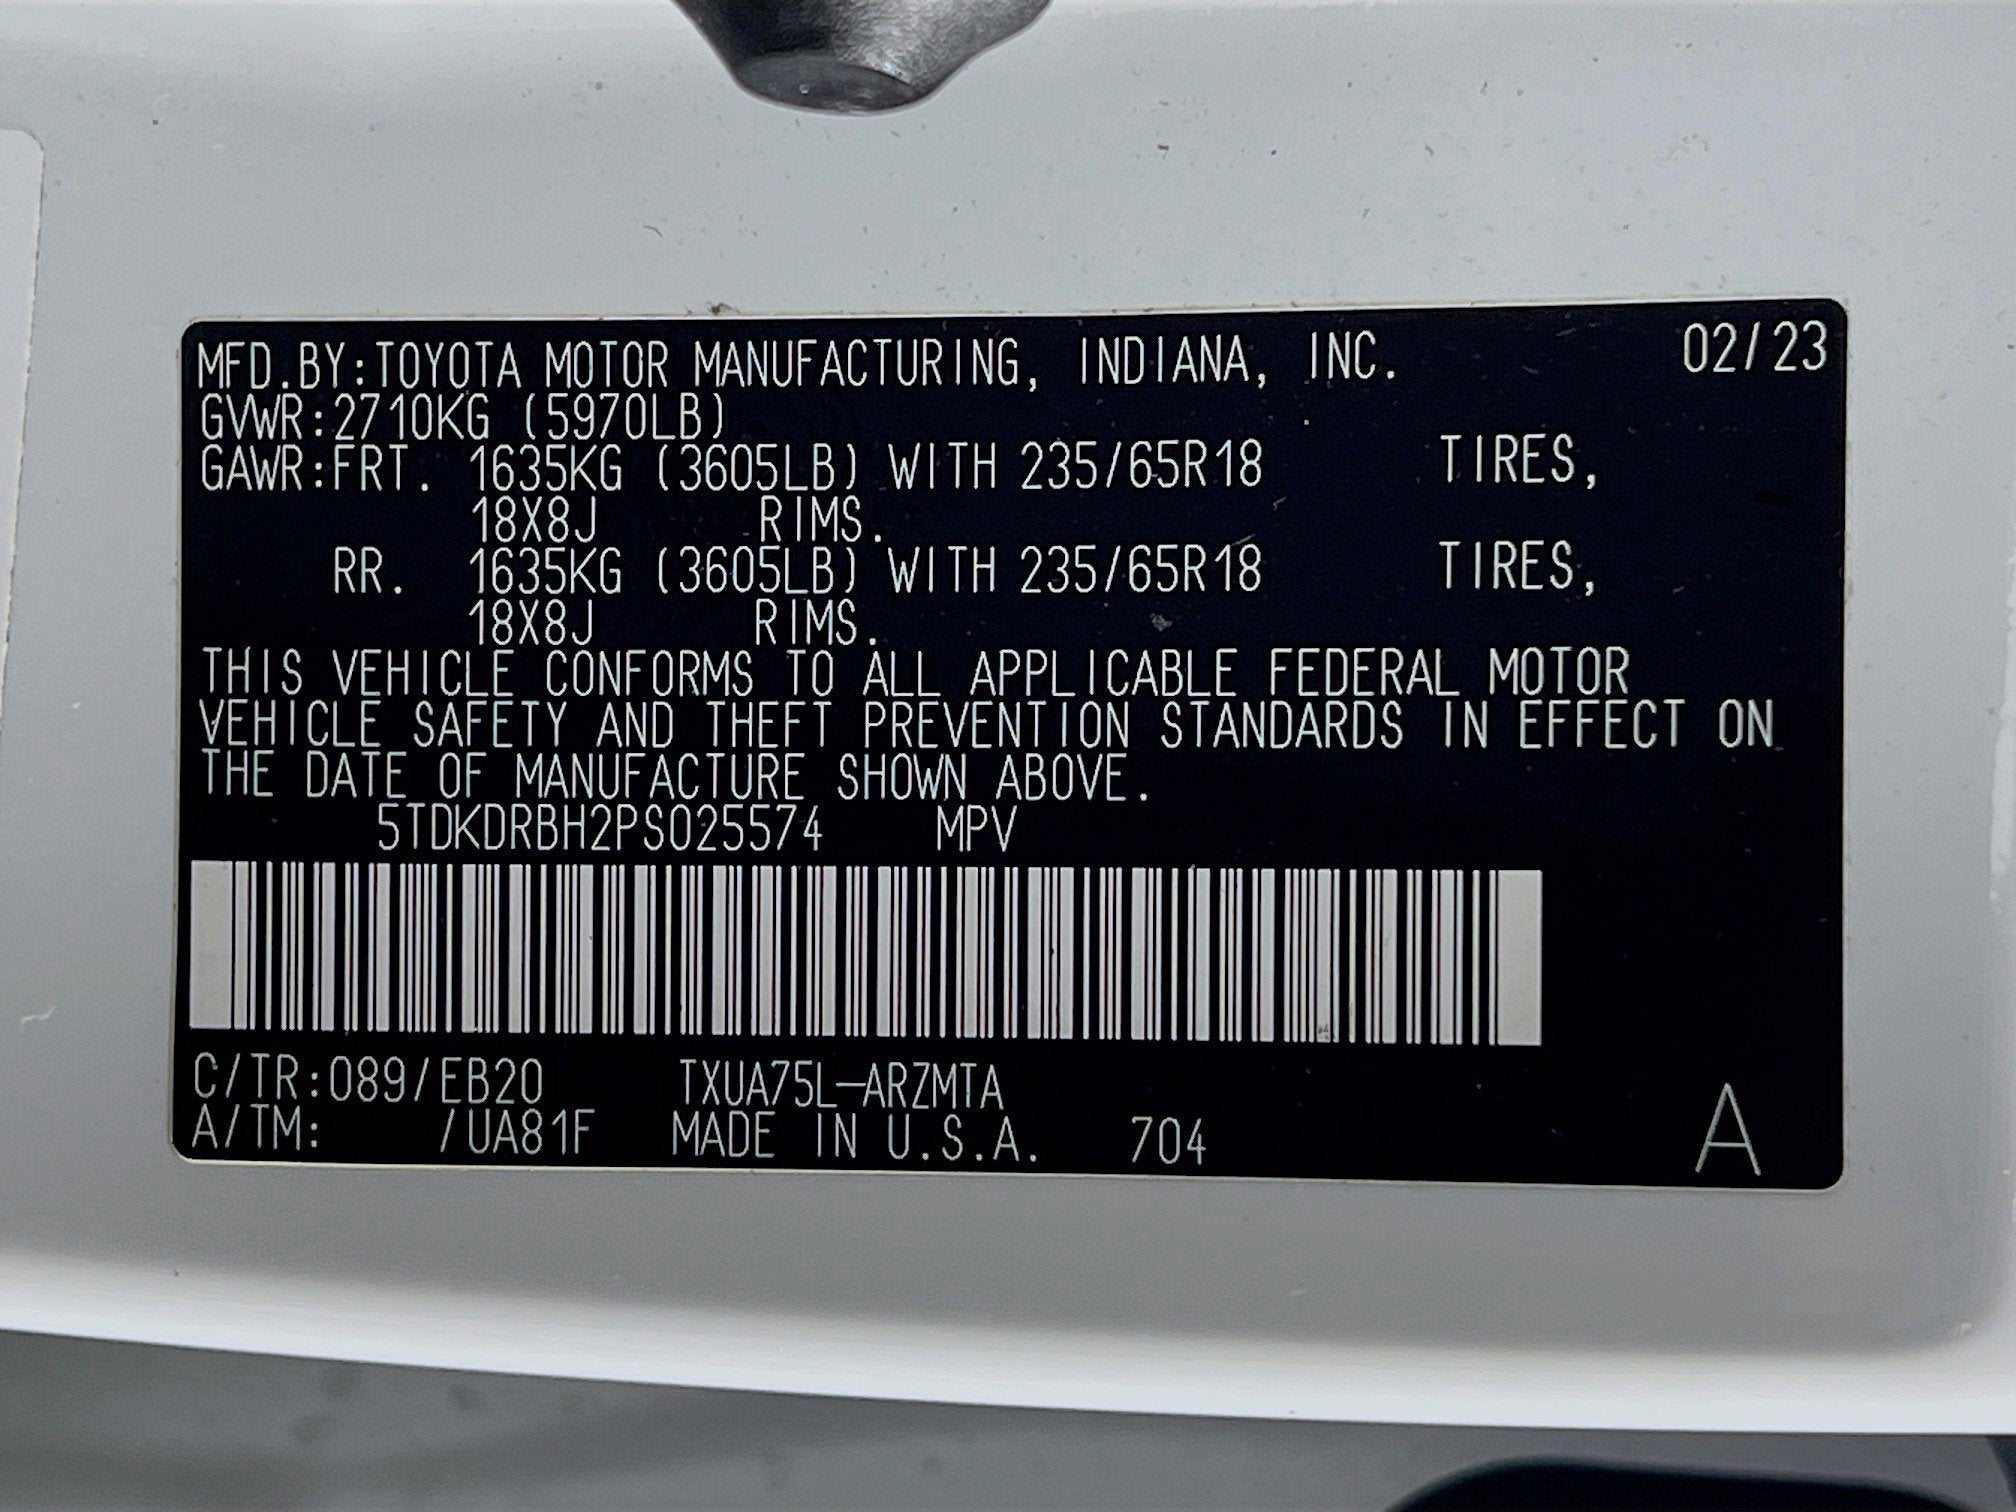 MFD.BY:TOYOTA MOTOR MANUFACTURING, INDIANA, INC. 02/23
GVWR:2710KG (5970LB)
GAWR:FRT. 1635KG (3605LB) WITH 235/65R18 TIRES,
18X8J RIMS.
RR. 1635KG (3605LB) WITH 235/65R18 TIRES,
18X8J RIMS.
THIS VEHICLE CONFORMS TO ALL APPLICABLE FEDERAL MOTOR
VEHICLE SAFETY AND THEFT PREVENTION STANDARDS IN EFFECT ON
THE DATE OF MANUFACTURE SHOWN ABOVE.
5TDKDRBH2PS025574 MPV
C/TR:089/EB20 TXUA75L-ARZMTA
A/TM: /UA81F MADE IN U.S.A. 704 A